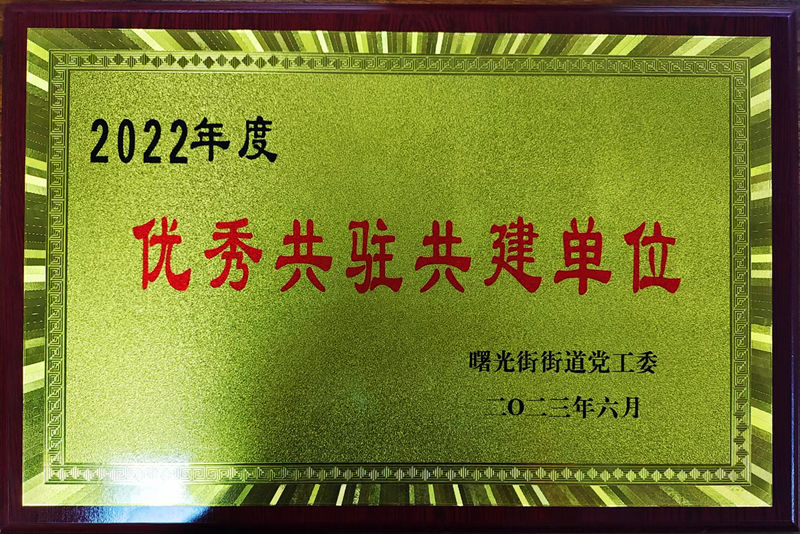 2022年度
优秀共驻共建单位
曙光街街道党工委
二〇二三年六月